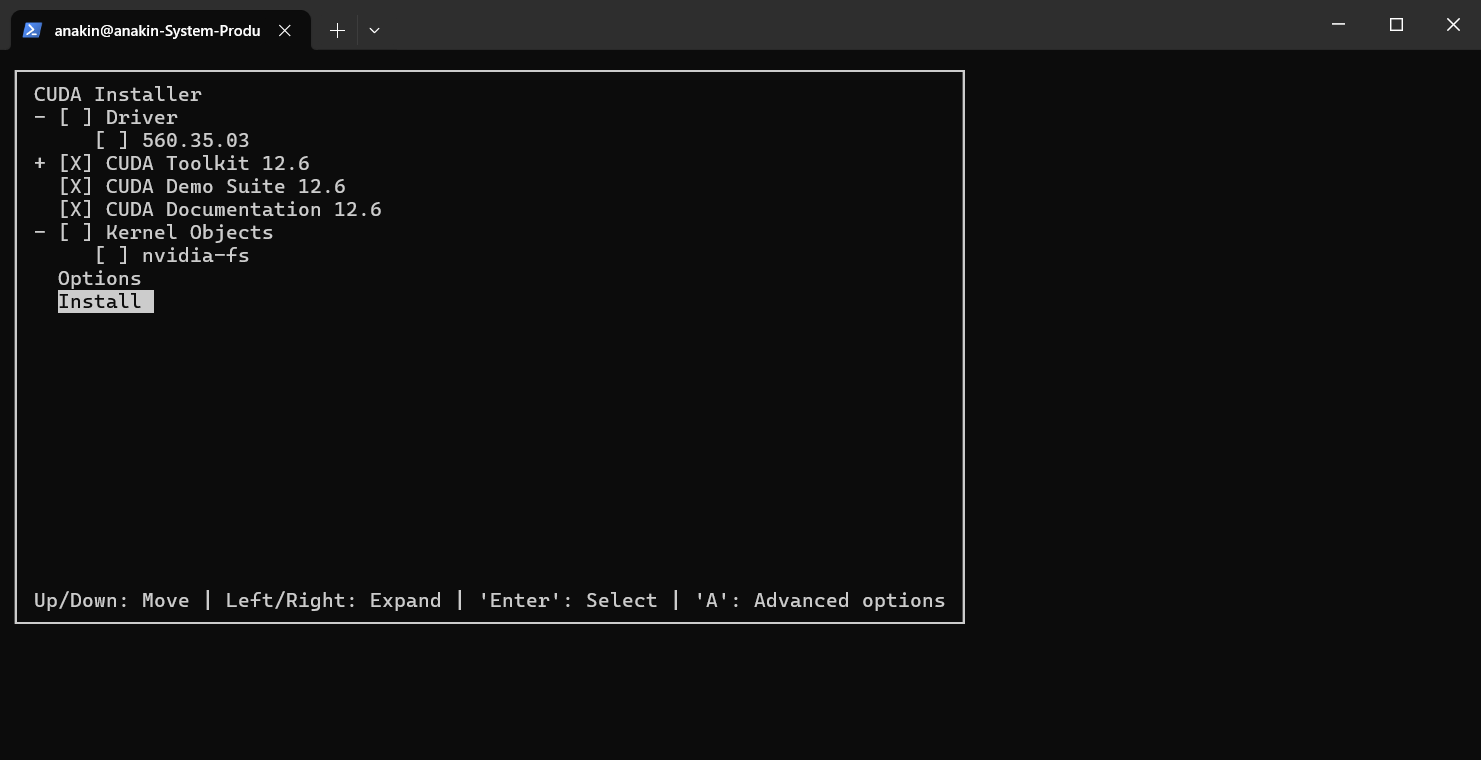 anakin@anakin-System-Produ
CUDA Installer
- [ ] Driver
[ ] 560.35.03
+ [X] CUDA Toolkit 12.6
[X] CUDA Demo Suite 12.6
[X] CUDA Documentation 12.6
- [ ] Kernel Objects
[ ] nvidia-fs
Options
Install
Up/Down: Move | Left/Right: Expand | 'Enter': Select | 'A': Advanced options